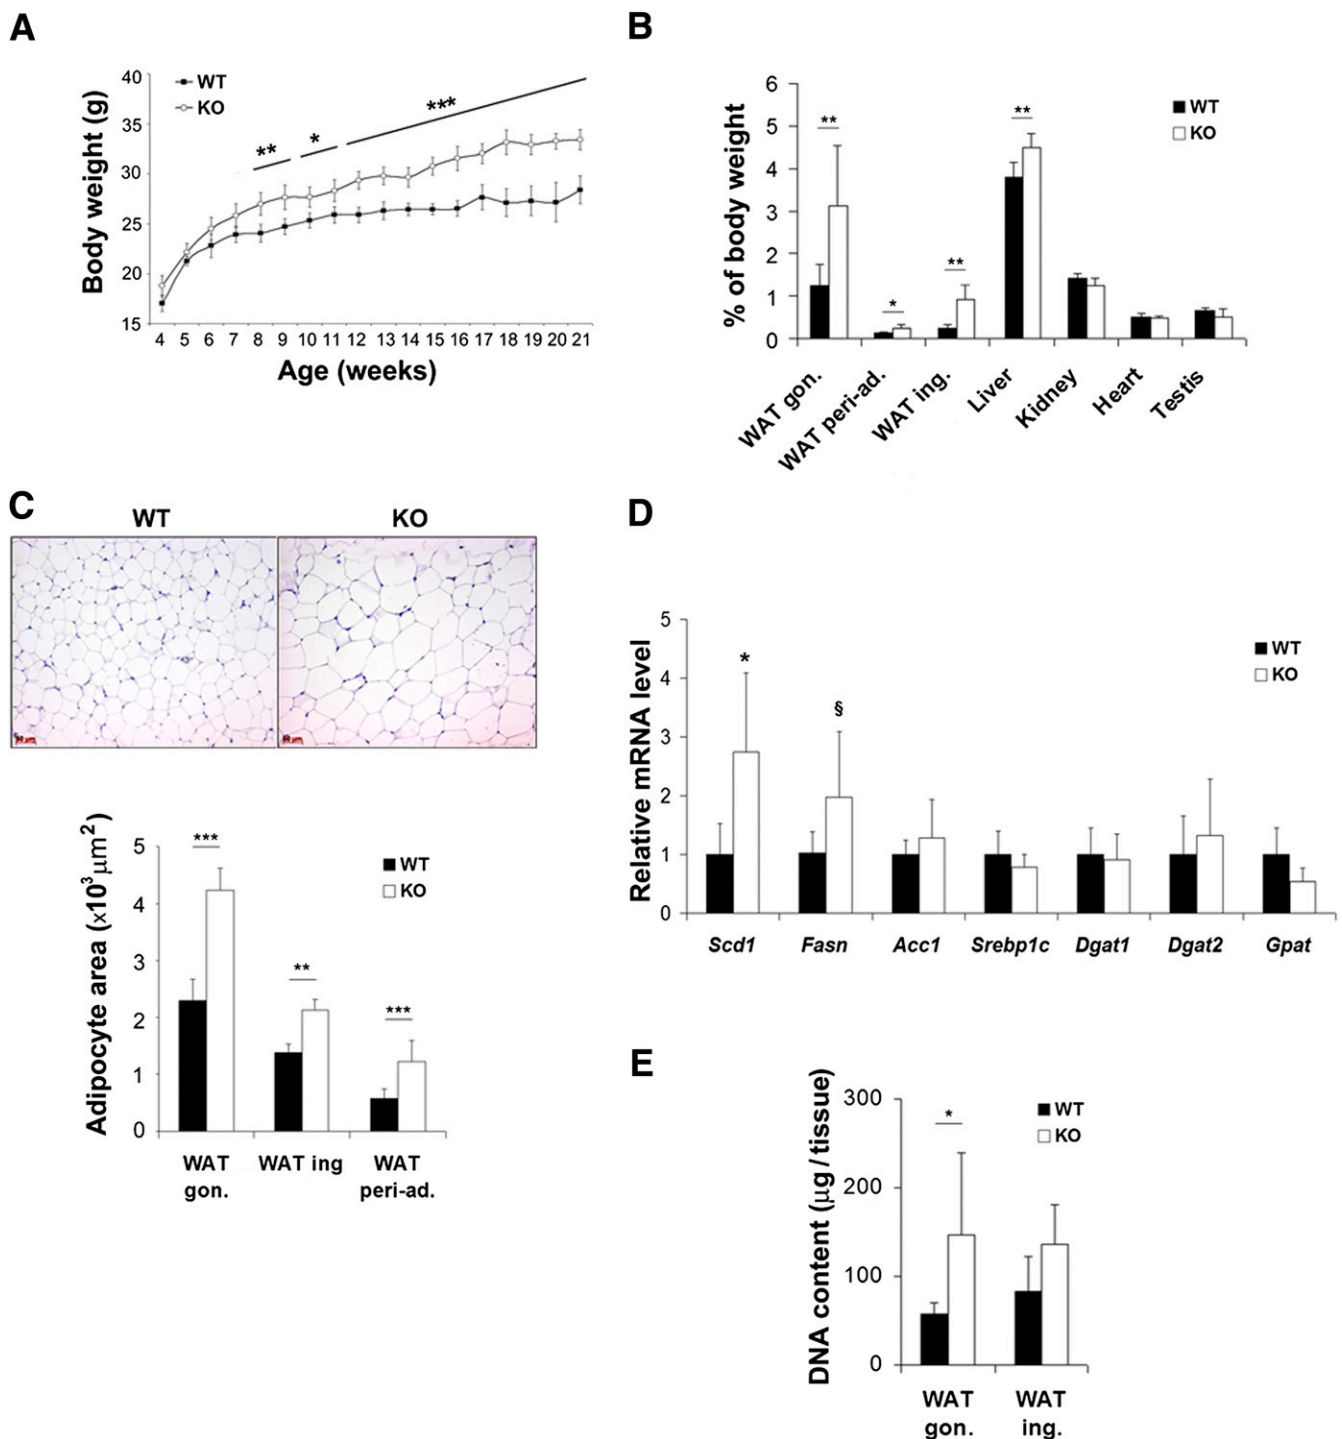 A
Body weight (g)
40
35
30
25
20
15
WT
KO
**
*
***
4 5 6 7 8 9 10 11 12 13 14 15 16 17 18 19 20 21
Age (weeks)
B
% of body weight
6
5
4
3
2
1
0
WT
KO
**
*
**
**
WAT gon.
WAT peri-ad.
WAT ing.
Liver
Kidney
Heart
Testis
C
WT KO
Adipocyte area (x10³μm²)
5
4
3
2
1
0
WT
KO
***
**
***
WAT gon.
WAT ing
WAT peri-ad.
D
Relative mRNA level
5
4
3
2
1
0
WT
KO
*
§
Scd1 Fasn Acc1 Srebp1c Dgat1 Dgat2 Gpat
E
DNA content (μg/tissue)
300
200
100
0
WT
KO
*
WAT gon.
WAT ing.